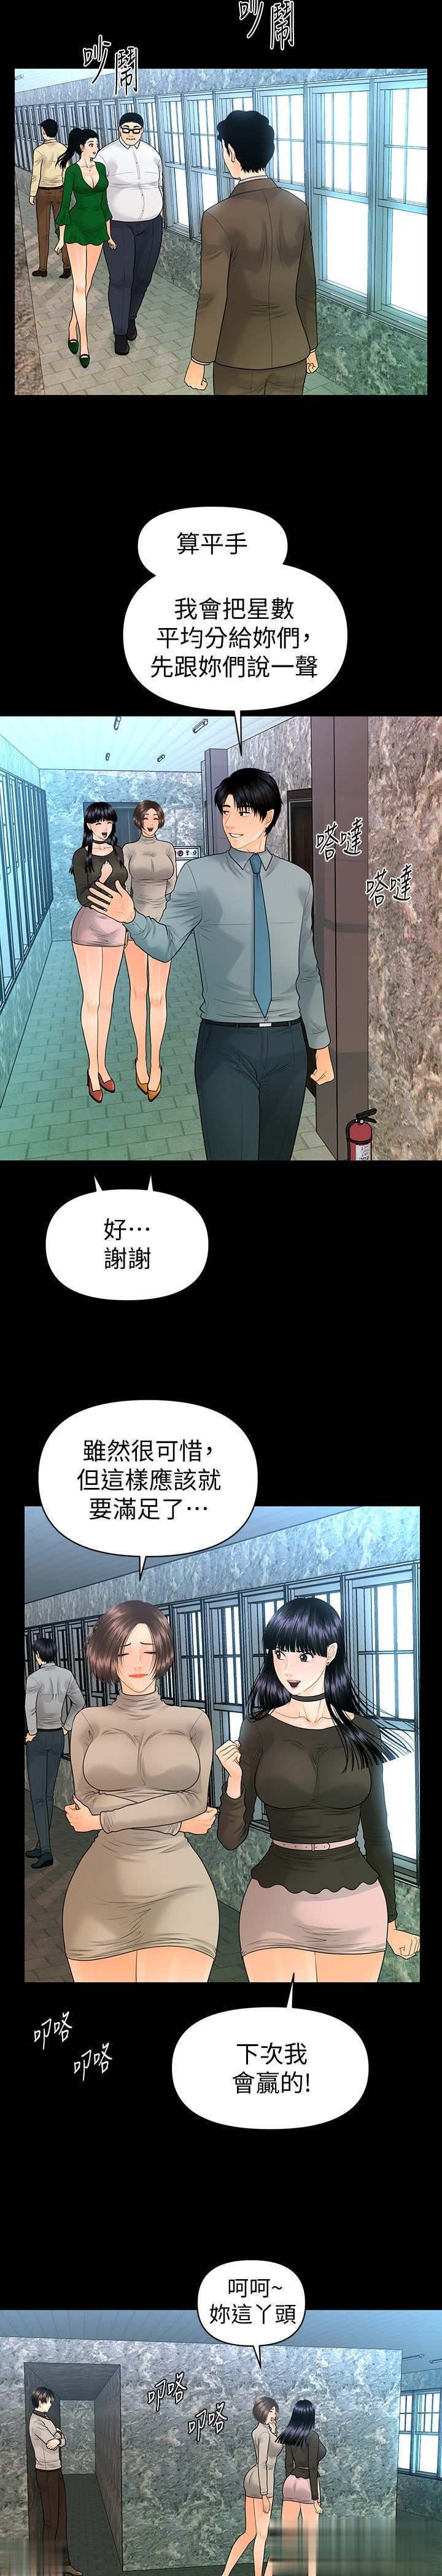 吵鬧
吵鬧
算平手
我會把星數
平均分給妳們，
先跟妳們說一聲
嗒噠
嗒噠
好⋯
謝謝
雖然很可惜，
但這樣應該就
要滿足了⋯
叩咯
叩咯
下次我
會贏的!
呵呵~
妳這丫頭
叩咯
叩咯